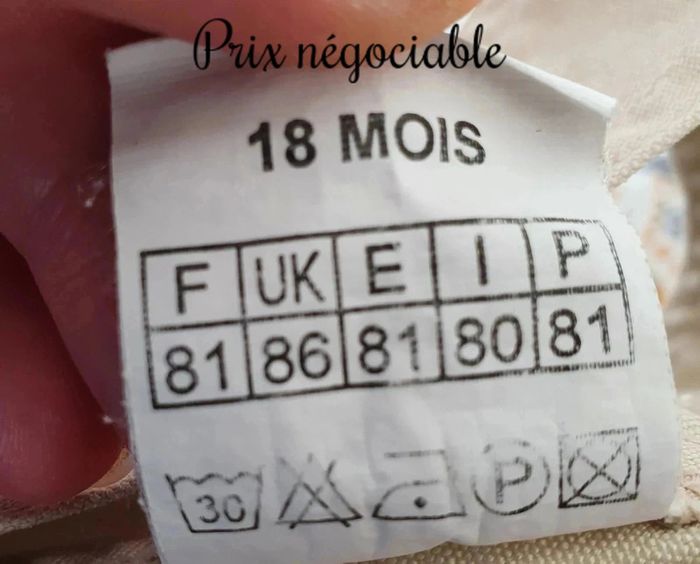 Prix négociable
18 MOIS
F UK E I P
81 86 81 80 81
30 P